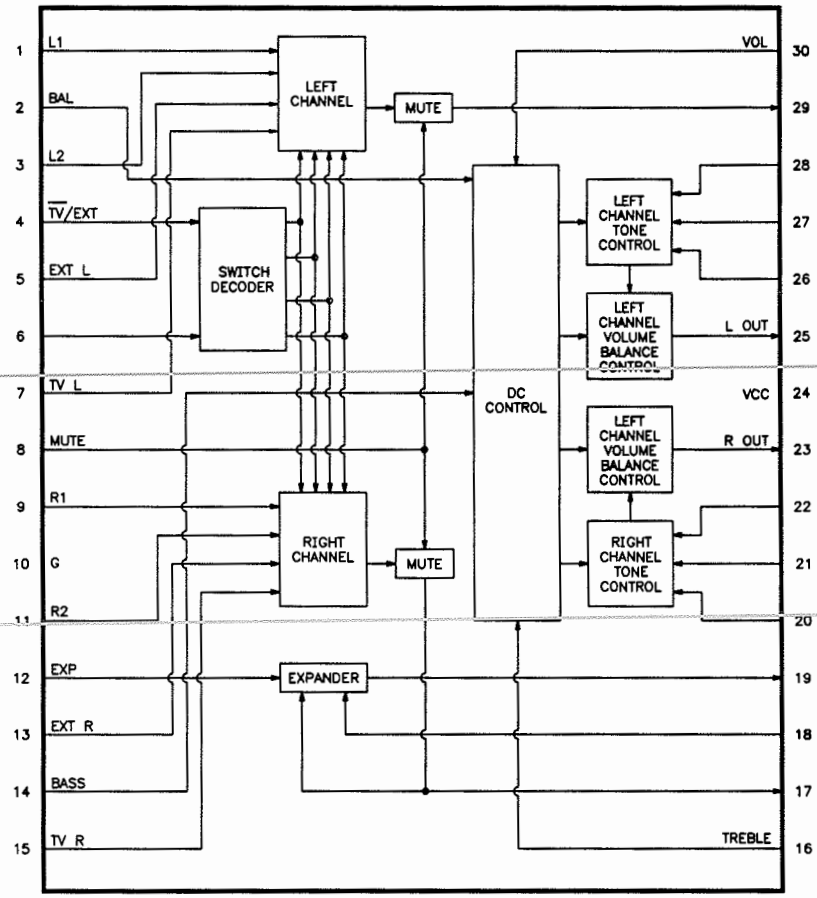 1 L1 VOL 30
LEFT
CHANNEL
2 BAL MUTE 29
3 L2 28
LEFT
CHANNEL
TONE
CONTROL
4 TV/EXT 27
SWITCH
DECODER
5 EXT L 26
LEFT
CHANNEL
VOLUME
BALANCE
CONTROL
6 L OUT 25
7 TV L VCC 24
DC
CONTROL
LEFT
CHANNEL
VOLUME
BALANCE
CONTROL
8 MUTE R OUT 23
9 R1 22
RIGHT
CHANNEL
RIGHT
CHANNEL
TONE
CONTROL
10 G MUTE 21
11 R2 20
12 EXP EXPANDER 19
13 EXT R 18
14 BASS 17
15 TV R TREBLE 16